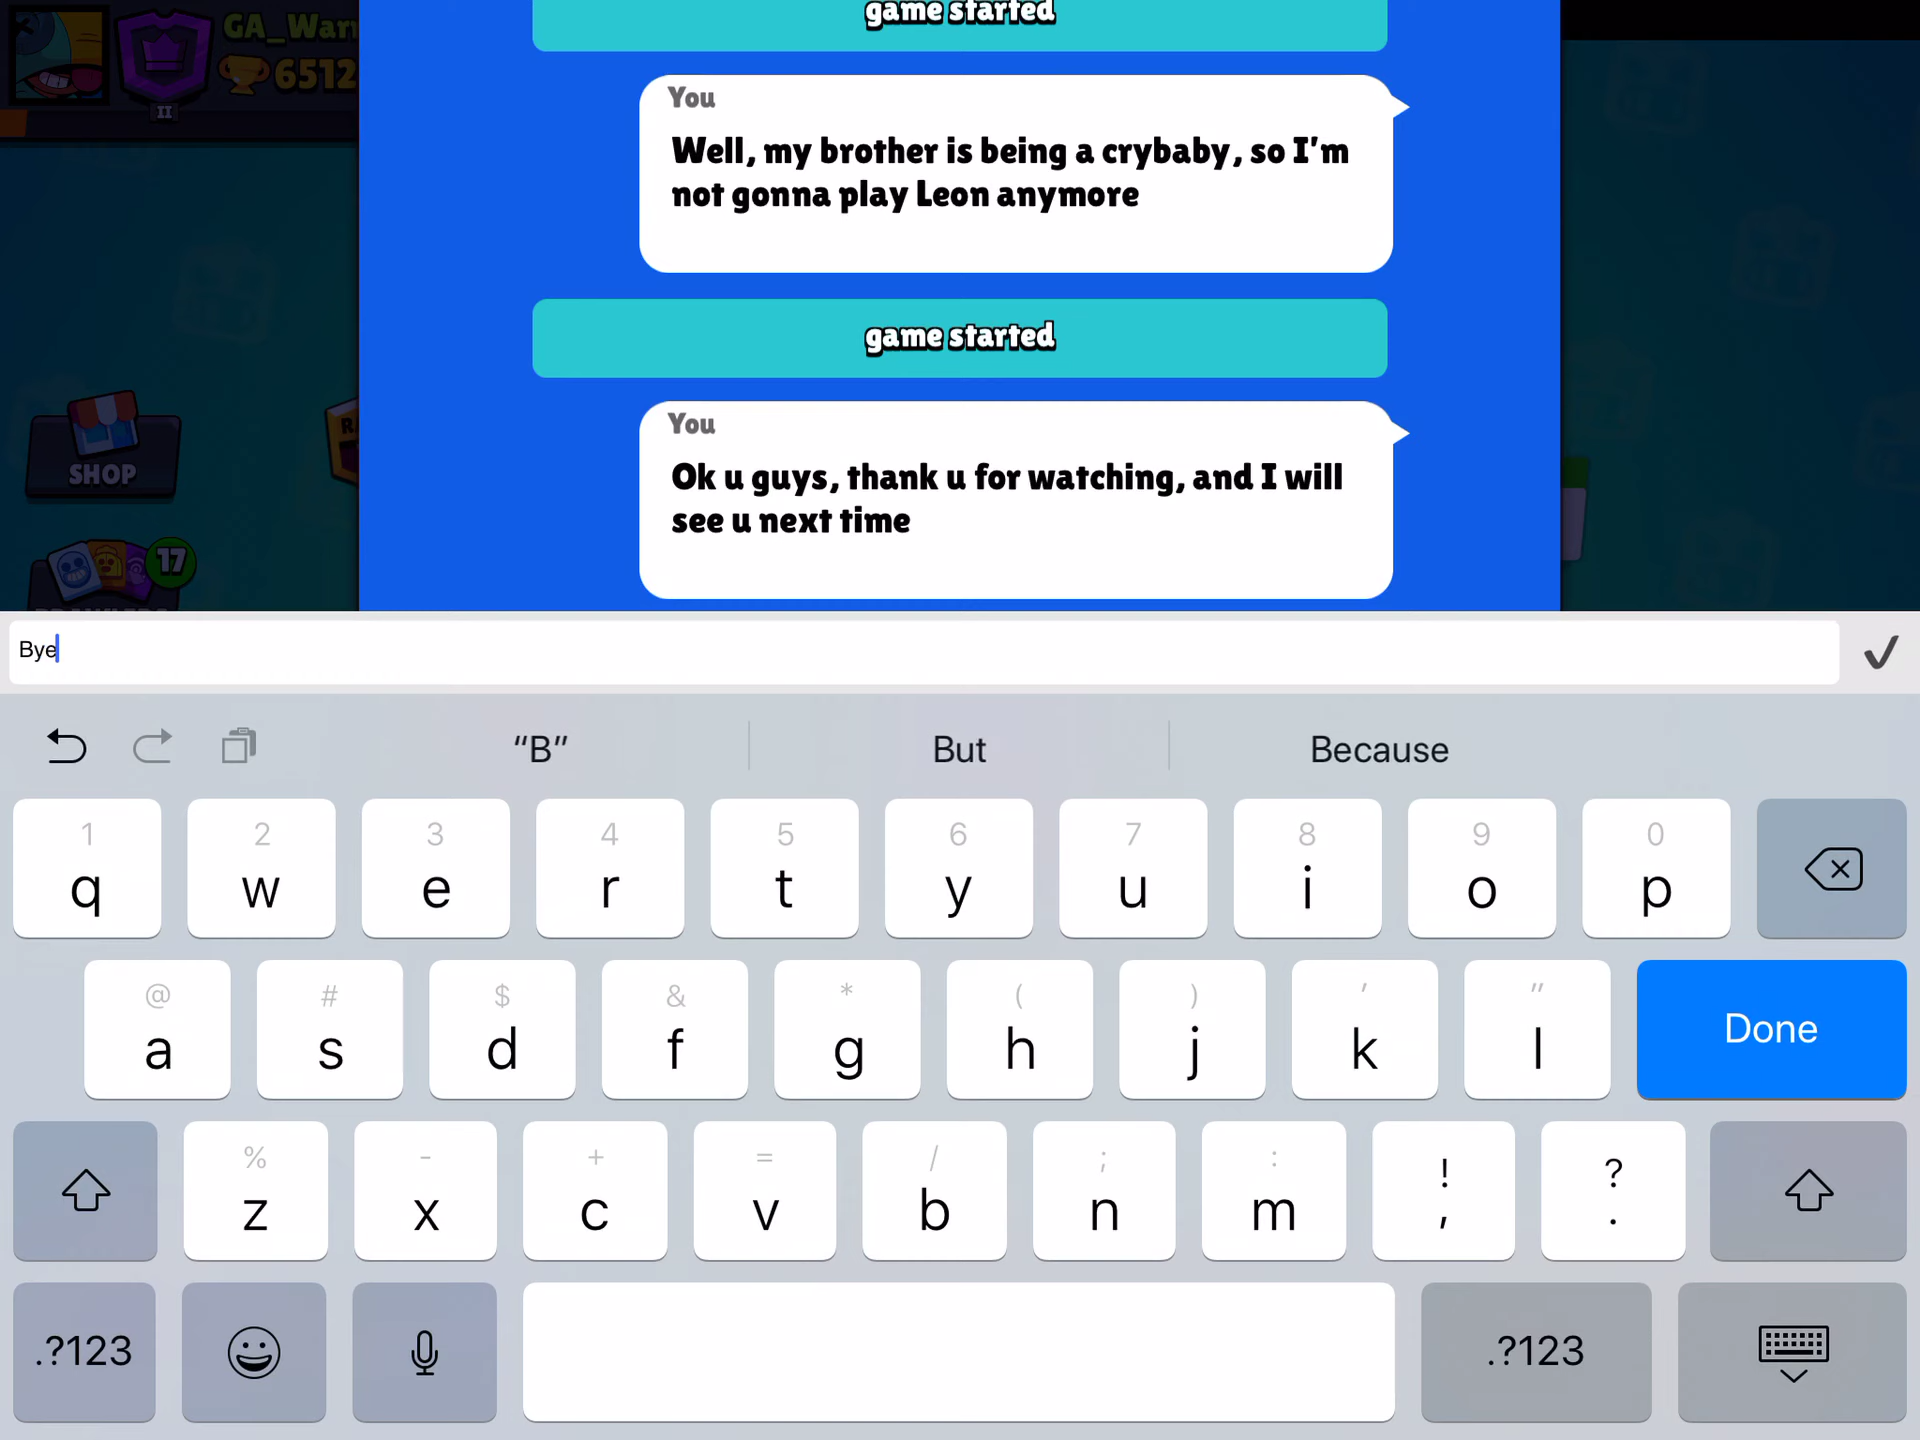 GA_Warr
6512
II
game started
You
Well, my brother is being a crybaby, so I'm
not gonna play Leon anymore
game started
You
Ok u guys, thank u for watching, and I will
see u next time
SHOP
17
Bye
"B" But Because
1 2 3 4 5 6 7 8 9 0
q w e r t y u i o p
@ # $ & * ( ) ' "
a s d f g h j k l Done
% - + = / ; : ! ?
z x c v b n m , .
.?123 .?123